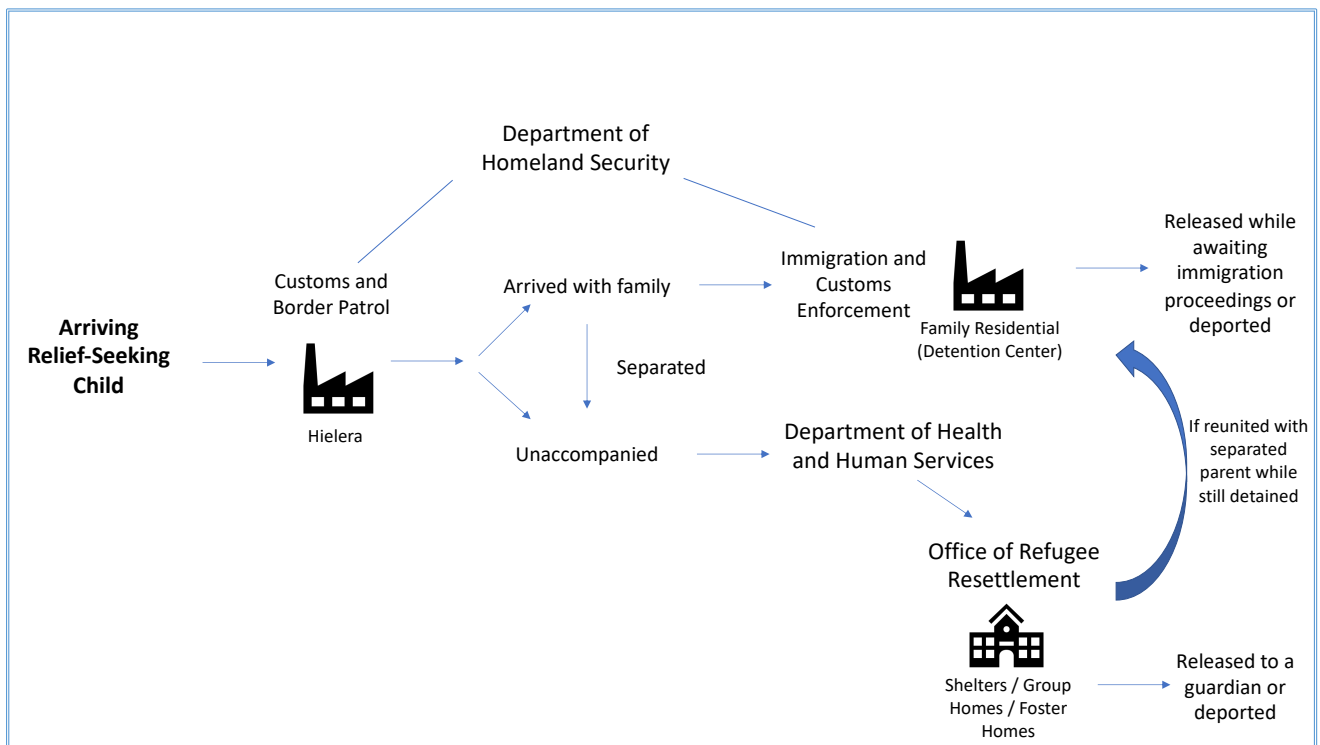 Department of
Homeland Security
Customs and
Border Patrol
Arriving
Relief-Seeking
Child
Hielera
Arrived with family
Separated
Unaccompanied
Immigration and
Customs
Enforcement
Family Residential
(Detention Center)
Released while
awaiting
immigration
proceedings or
deported
Department of Health
and Human Services
If reunited with
separated
parent while
still detained
Office of Refugee
Resettlement
Shelters / Group
Homes / Foster
Homes
Released to a
guardian or
deported